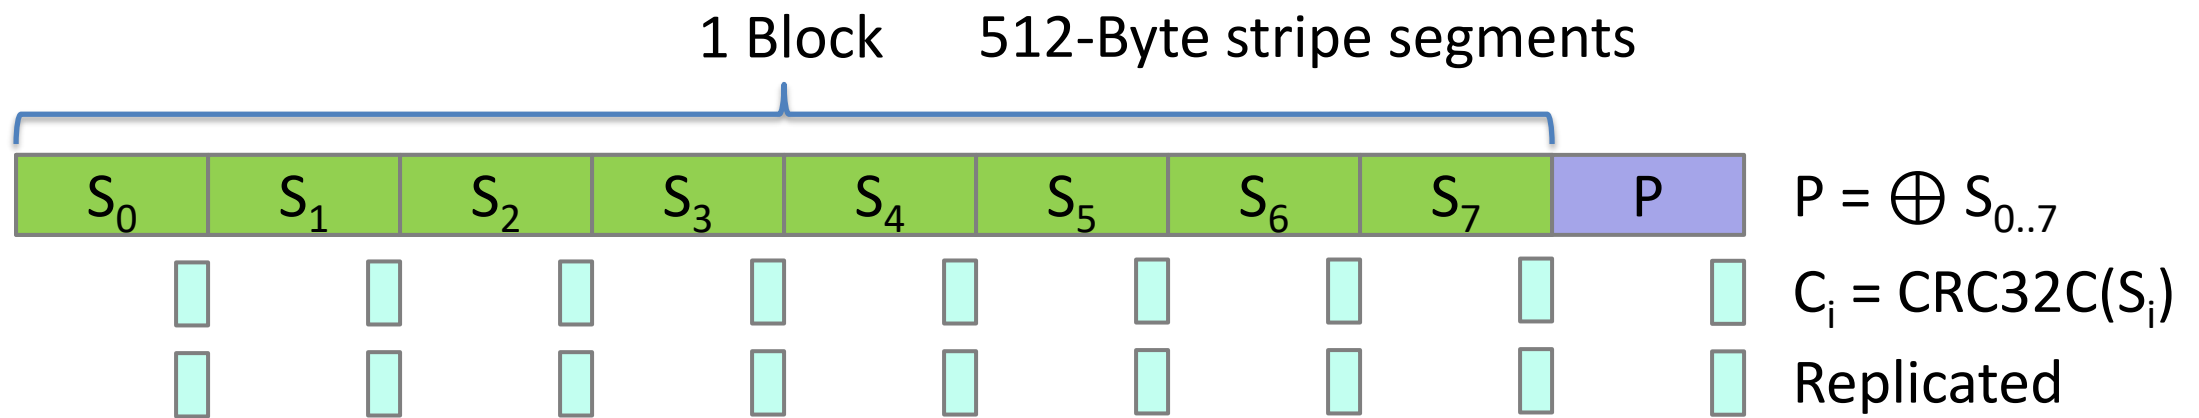 1 Block 512-Byte stripe segments
S₀ S₁ S₂ S₃ S₄ S₅ S₆ S₇ P P = ⊕ S₀..₇
Cᵢ = CRC32C(Sᵢ)
Replicated